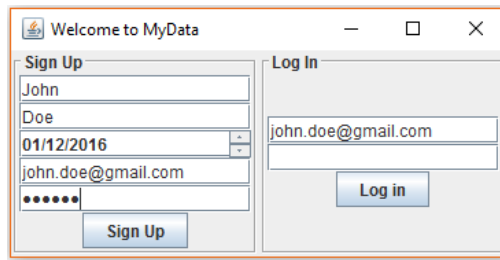 Welcome to MyData
Sign Up
John
Doe
01/12/2016
john.doe@gmail.com
••••••
Sign Up
Log In
john.doe@gmail.com
Log in